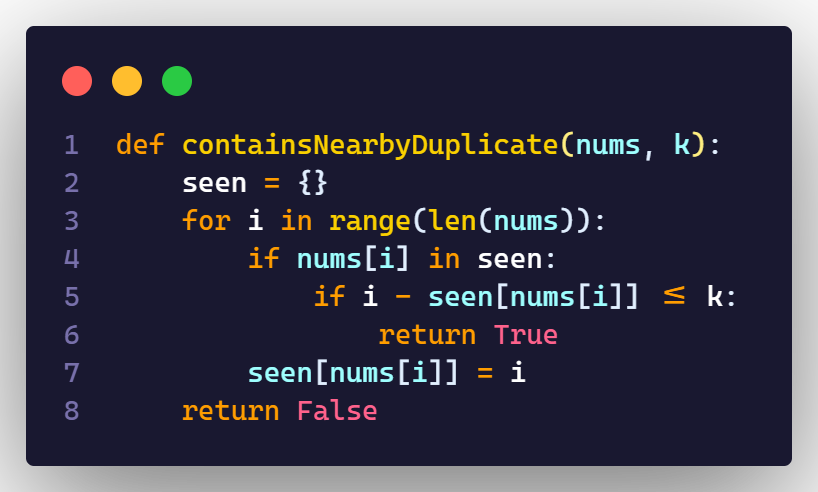 1 def containsNearbyDuplicate(nums, k):
2     seen = {}
3     for i in range(len(nums)):
4         if nums[i] in seen:
5             if i - seen[nums[i]] ≤ k:
6                 return True
7         seen[nums[i]] = i
8     return False